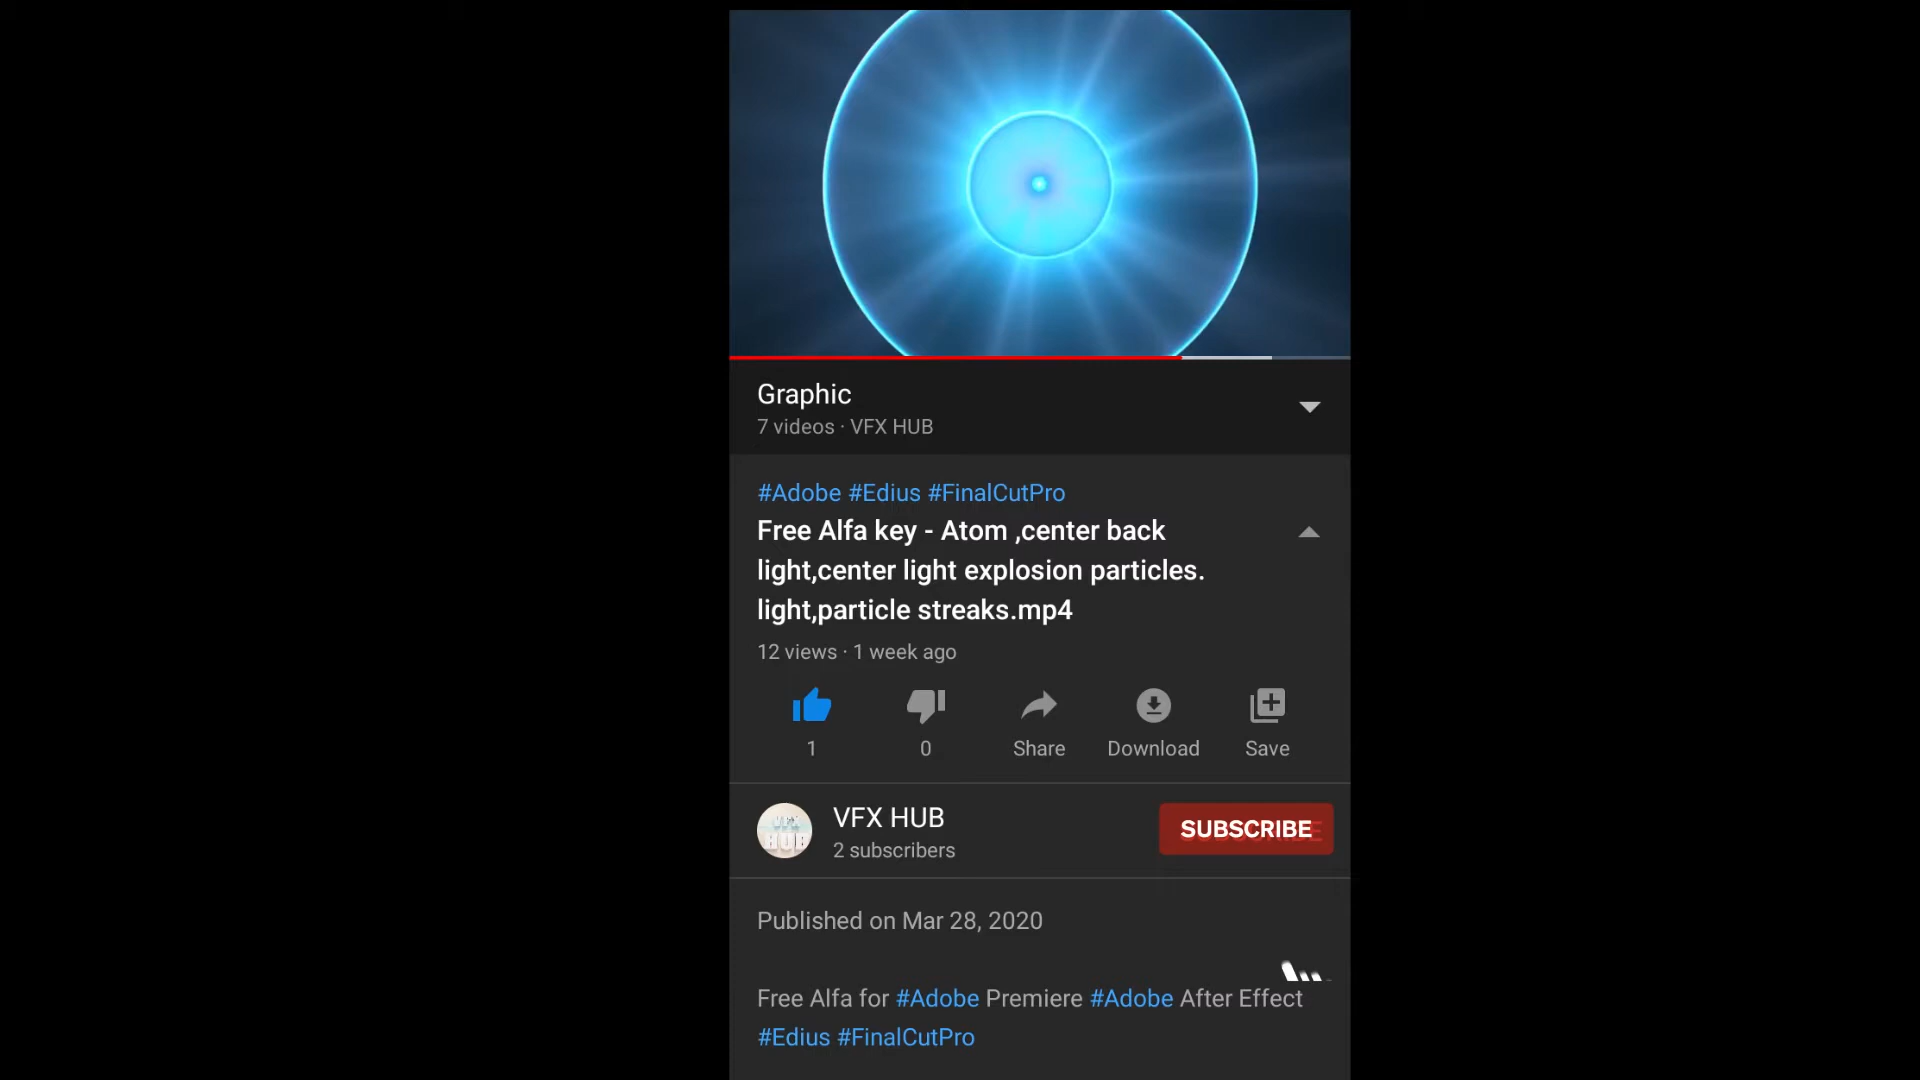 Graphic
7 videos · VFX HUB
#Adobe #Edius #FinalCutPro
Free Alfa key - Atom ,center back
light,center light explosion particles.
light,particle streaks.mp4
12 views · 1 week ago
1
0
Share
Download
Save
VFX HUB
VFX HUB
2 subscribers
SUBSCRIBE
Published on Mar 28, 2020
Free Alfa for #Adobe Premiere #Adobe After Effect
#Edius #FinalCutPro